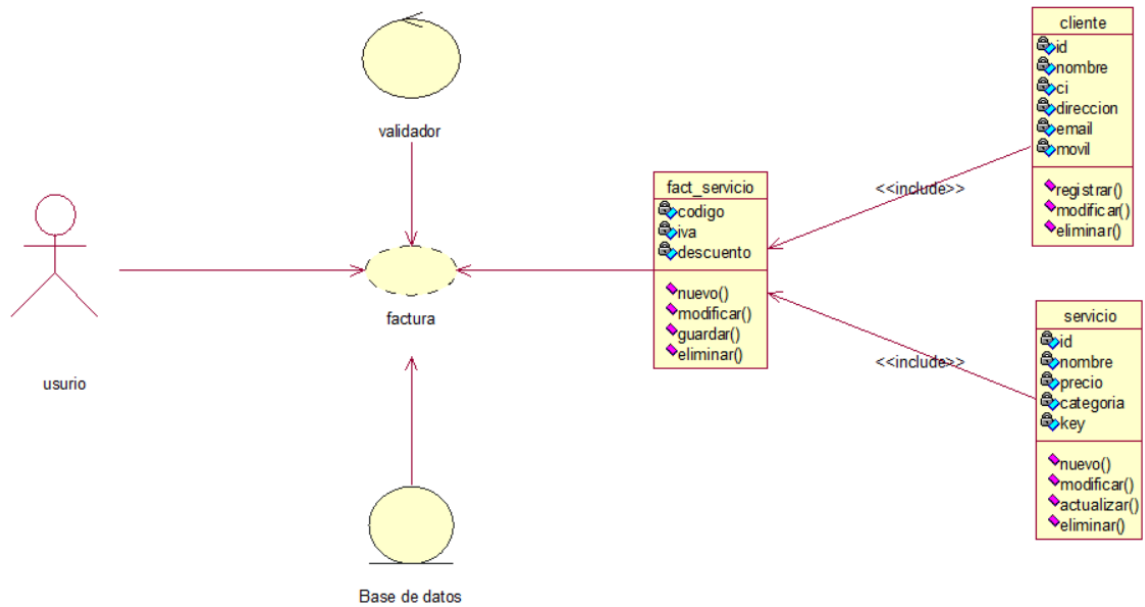 validador
usurio
factura
Base de datos
fact_servicio
codigo
iva
descuento
nuevo()
modificar()
guardar()
eliminar()
<<include>>
<<include>>
cliente
id
nombre
ci
direccion
email
movil
registrar()
modificar()
eliminar()
servicio
id
nombre
precio
categoria
key
nuevo()
modificar()
actualizar()
eliminar()